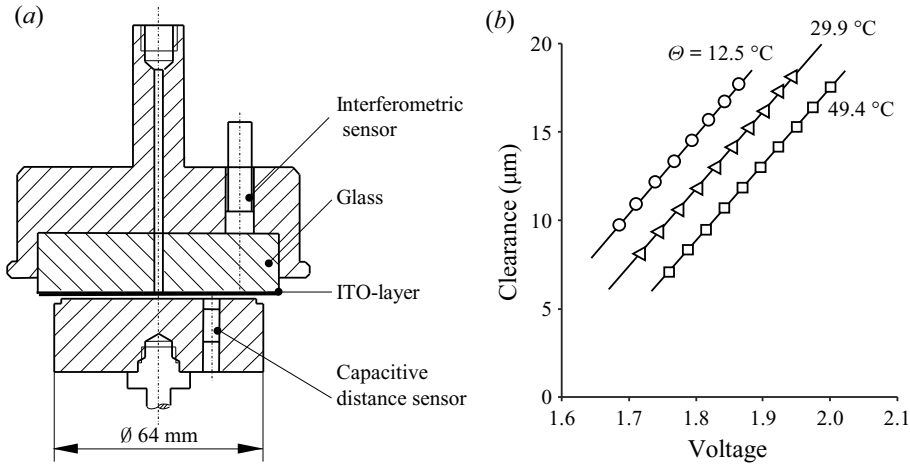 (a)
Interferometric
sensor
Glass
ITO-layer
Capacitive
distance sensor
Ø 64 mm
(b)
Θ = 12.5 °C
29.9 °C
49.4 °C
Clearance (μm)
20
15
10
5
0
1.6
1.7
1.8
1.9
2.0
2.1
Voltage